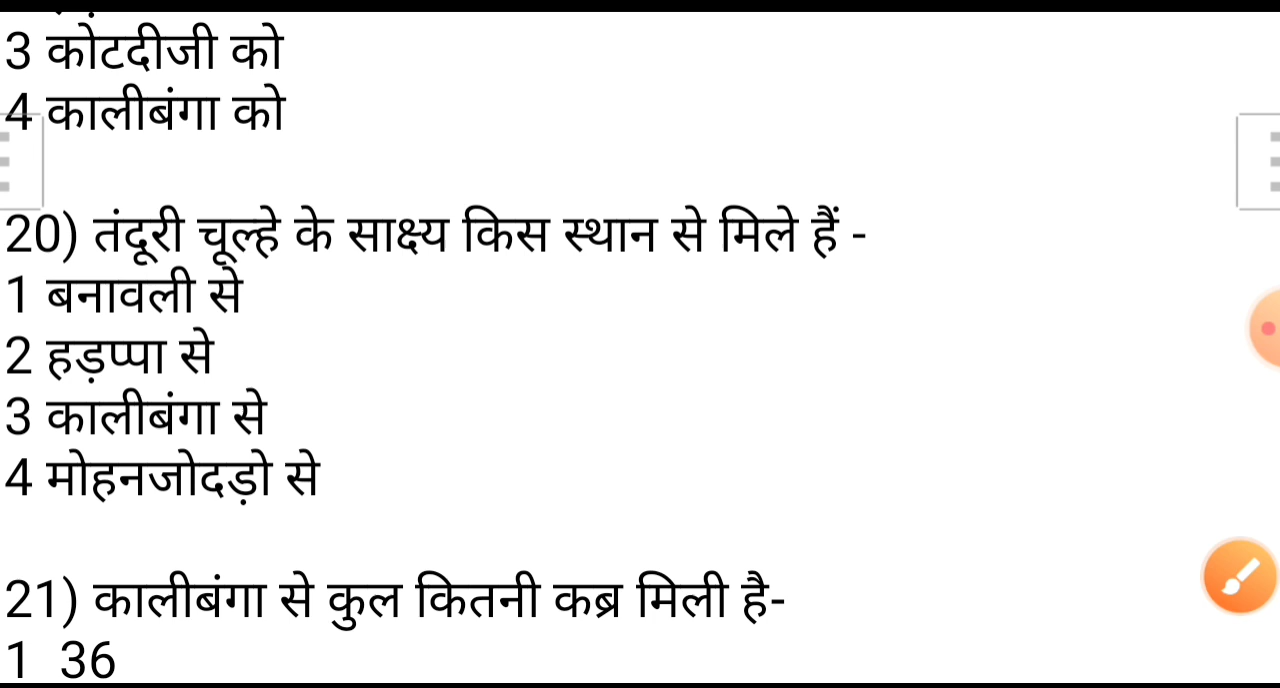 3 कोटदीजी को
4 कालीबंगा को
20) तंदूरी चूल्हे के साक्ष्य किस स्थान से मिले हैं -
1 बनावली से
2 हड़प्पा से
3 कालीबंगा से
4 मोहनजोदड़ो से
21) कालीबंगा से कुल कितनी कब्र मिली है-
1 36